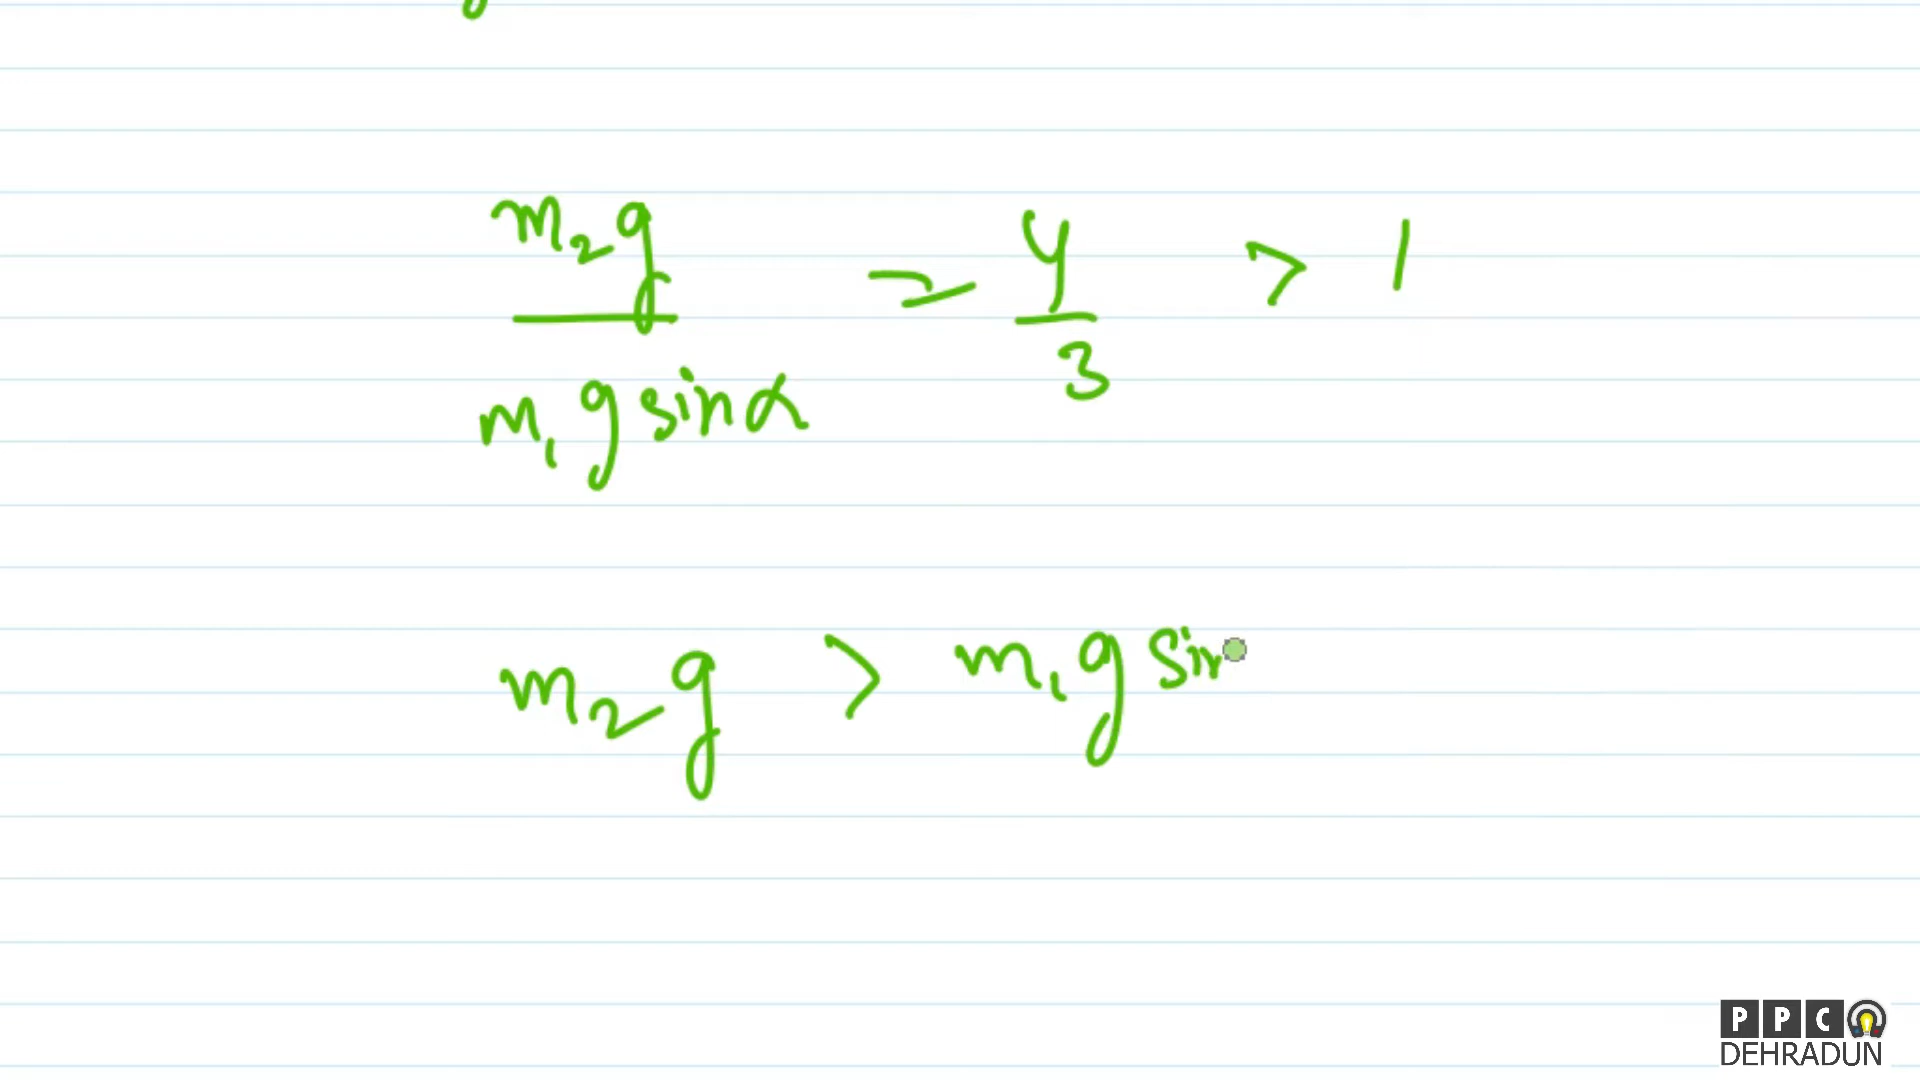 m₂g / m₁g sinα = 4/3 > 1
m₂g > m₁g sin
PPC
DEHRADUN